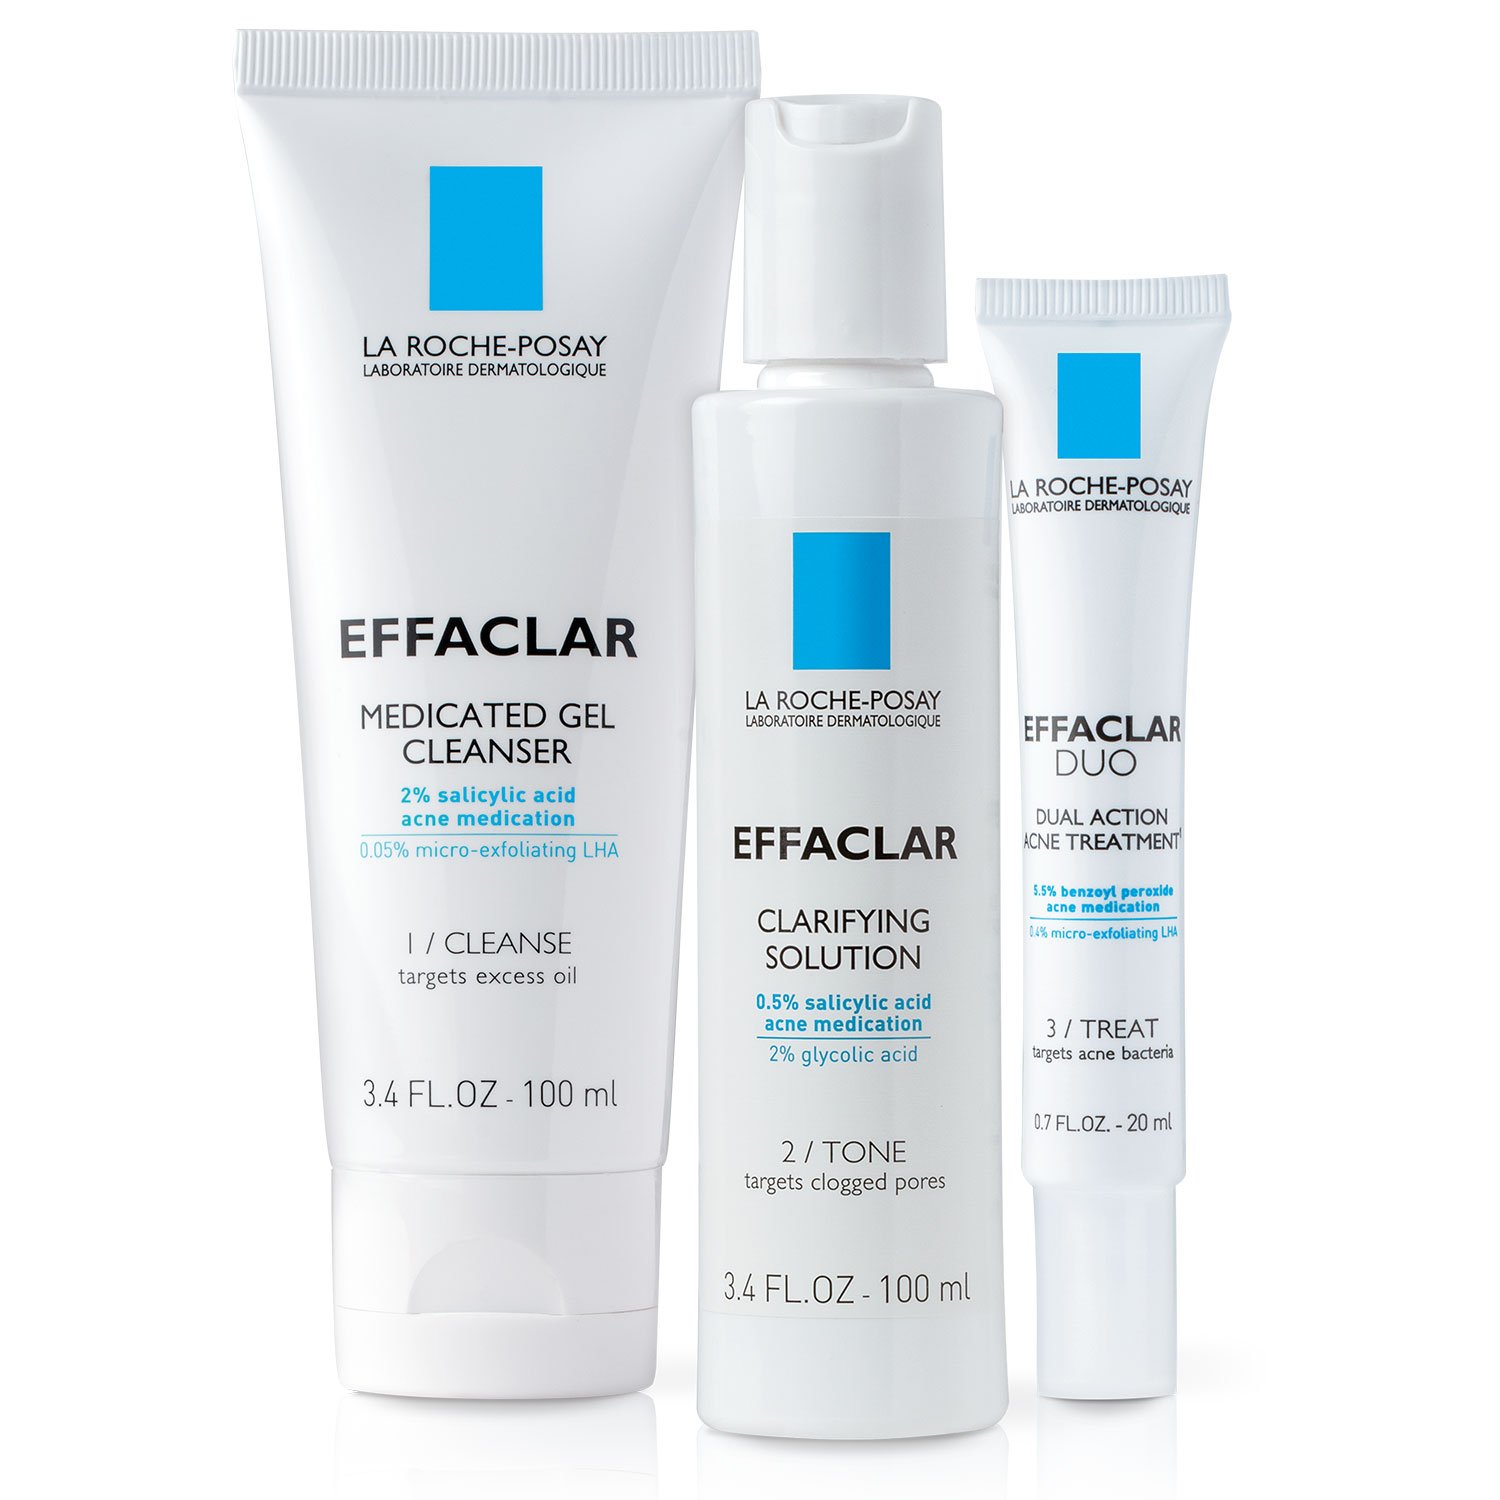 LA ROCHE-POSAY
LABORATOIRE DERMATOLOGIQUE
EFFACLAR
MEDICATED GEL
CLEANSER
2% salicylic acid
acne medication
0.05% micro-exfoliating LHA
1 / CLEANSE
targets excess oil
3.4 FL.OZ - 100 ml
LA ROCHE-POSAY
LABORATOIRE DERMATOLOGIQUE
EFFACLAR
CLARIFYING
SOLUTION
0.5% salicylic acid
acne medication
2% glycolic acid
2 / TONE
targets clogged pores
3.4 FL.OZ - 100 ml
LA ROCHE-POSAY
LABORATOIRE DERMATOLOGIQUE
EFFACLAR
DUO
DUAL ACTION
ACNE TREATMENT
5.5% benzoyl peroxide
acne medication
0.4% micro-exfoliating LHA
3 / TREAT
targets acne bacteria
0.7 FL.OZ. - 20 ml